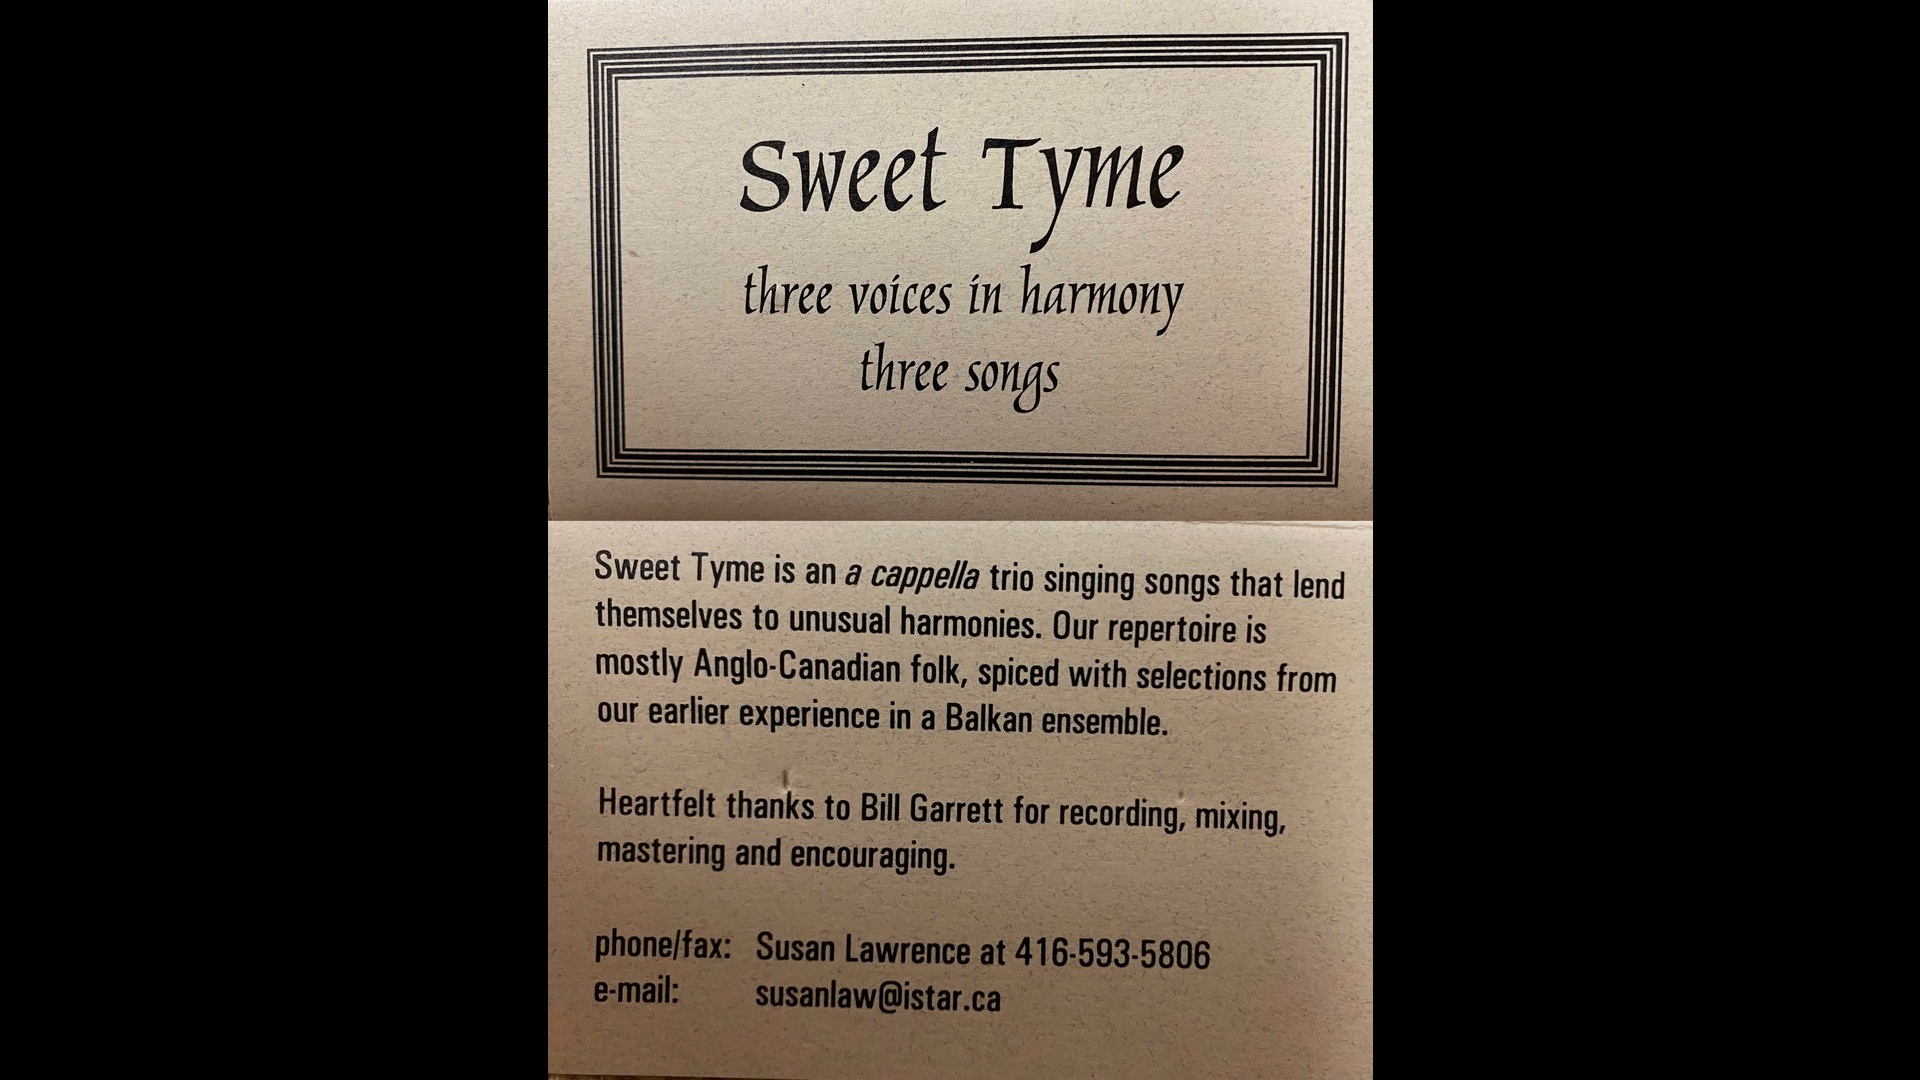 Sweet Tyme
three voices in harmony
three songs
Sweet Tyme is an a cappella trio singing songs that lend
themselves to unusual harmonies. Our repertoire is
mostly Anglo-Canadian folk, spiced with selections from
our earlier experience in a Balkan ensemble.
Heartfelt thanks to Bill Garrett for recording, mixing,
mastering and encouraging.
phone/fax: Susan Lawrence at 416-593-5806
e-mail: susanlaw@istar.ca